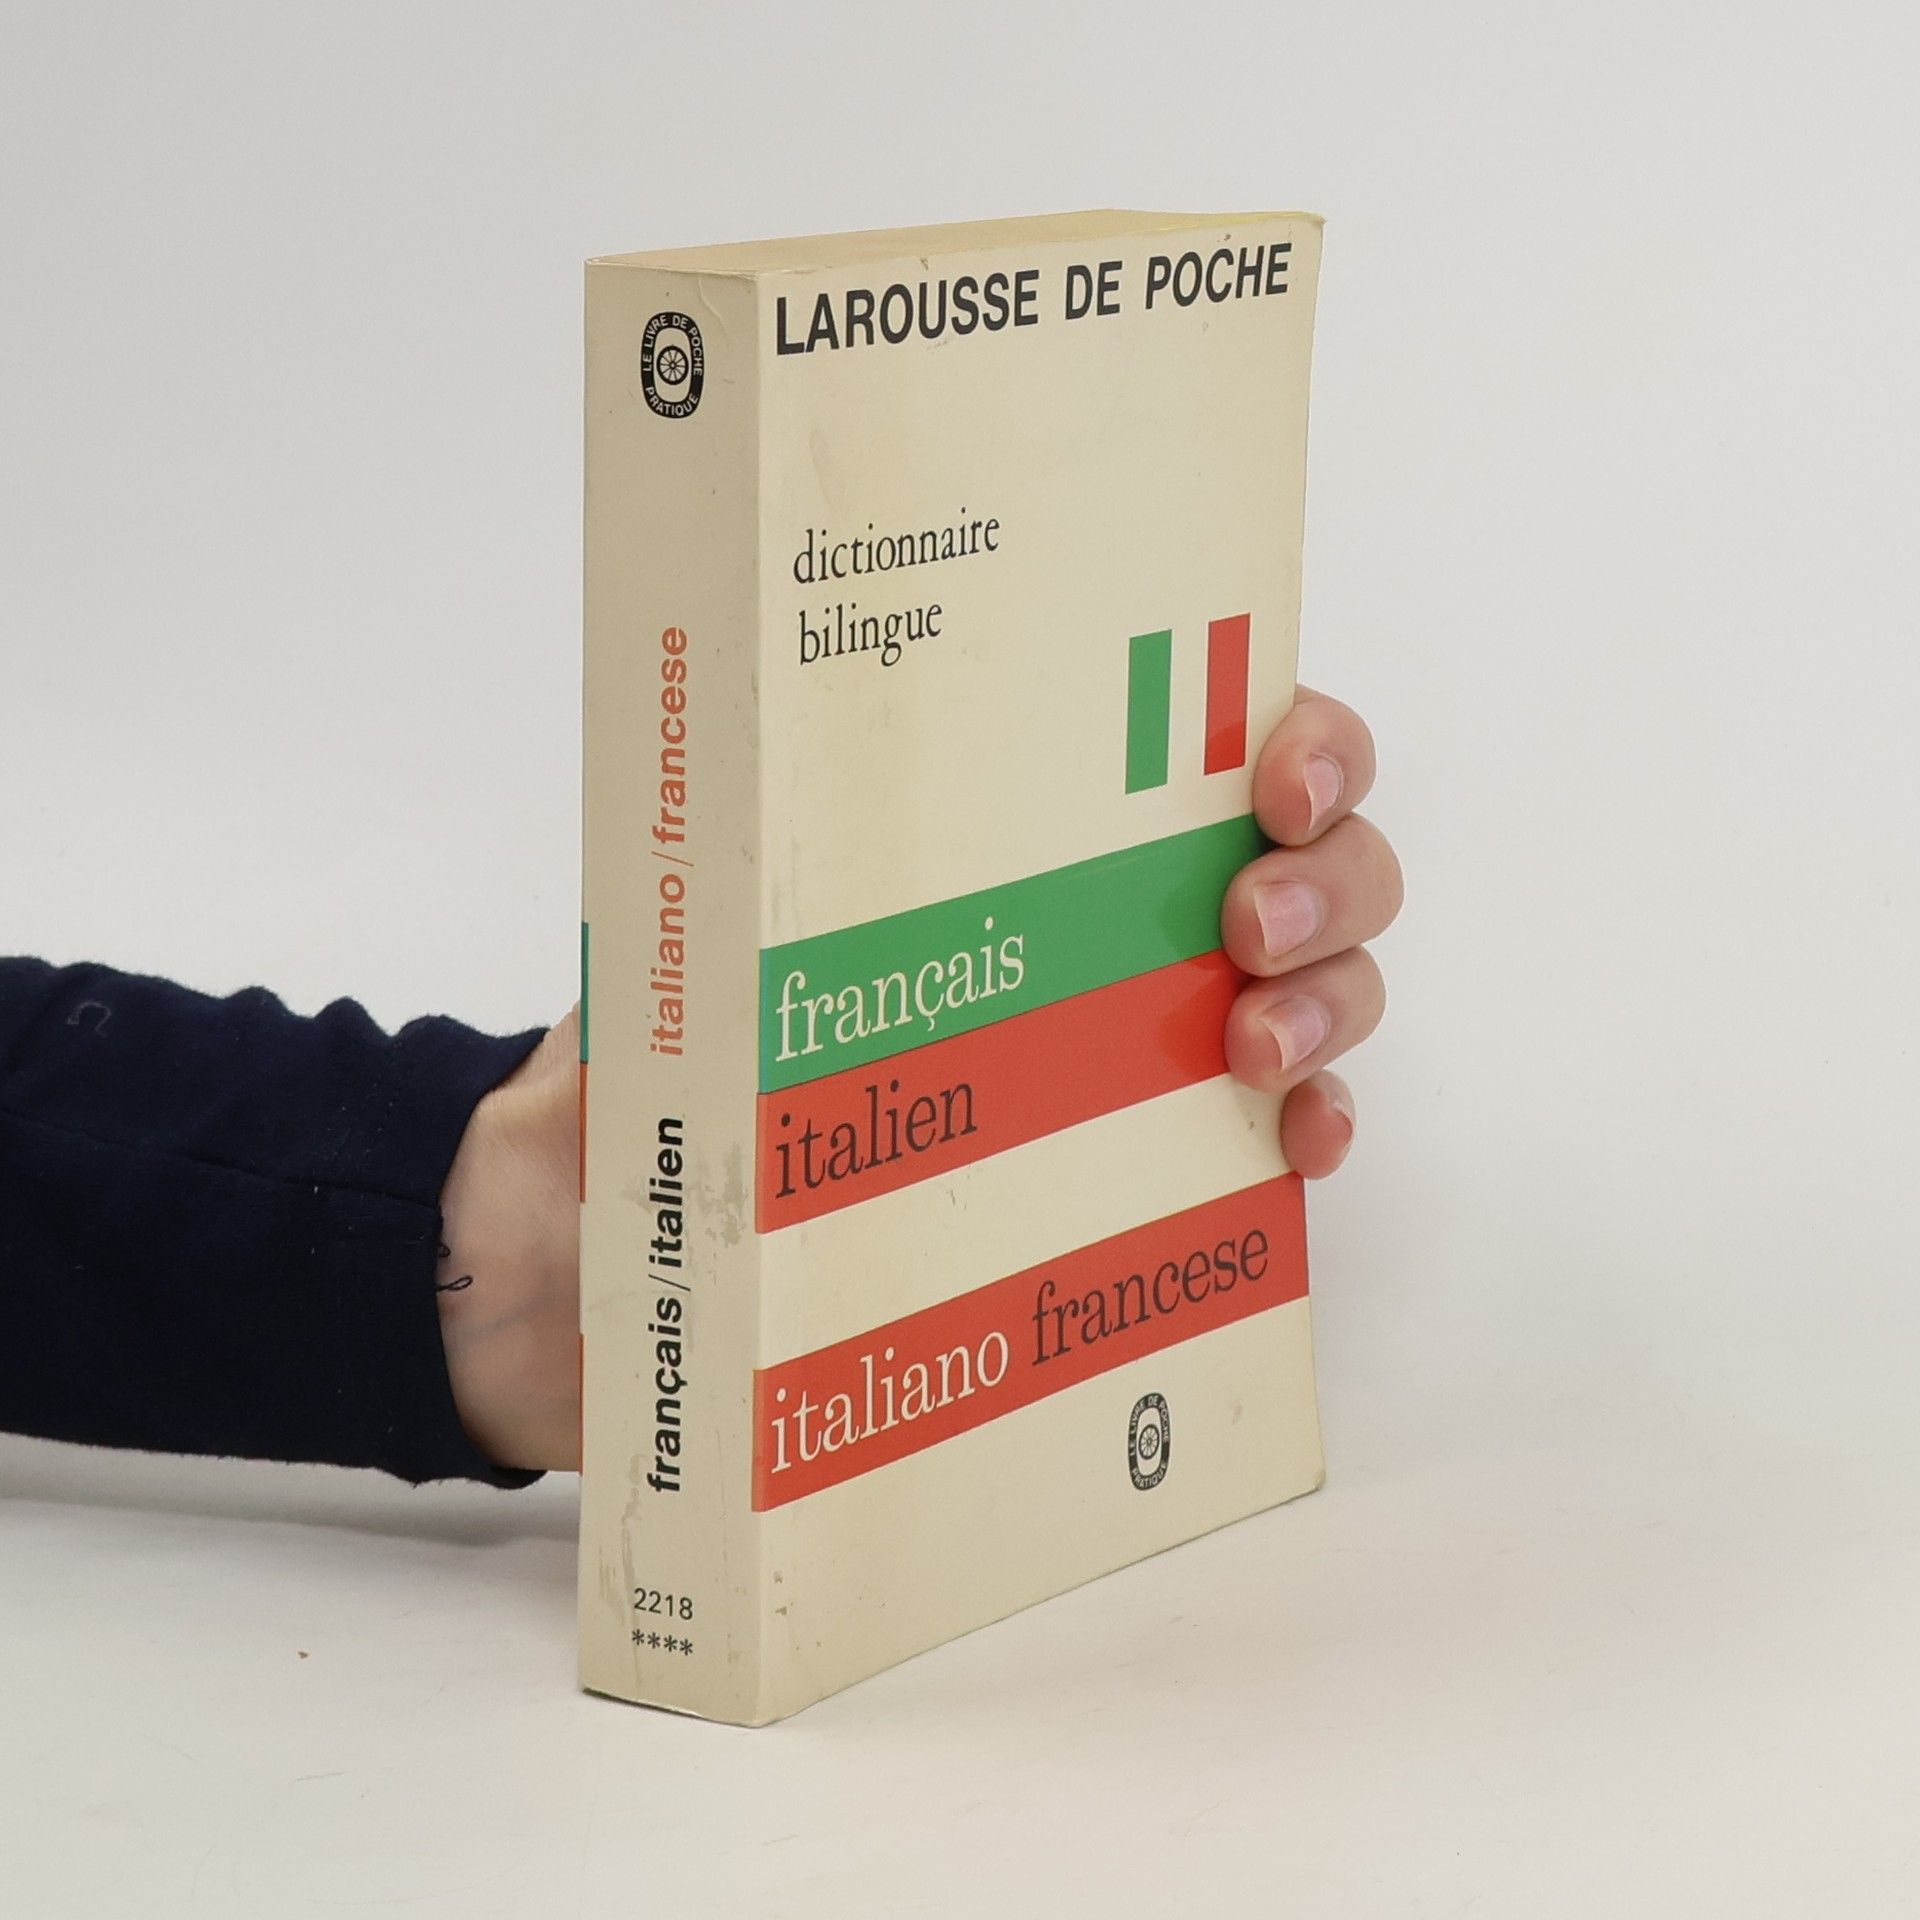 LAROUSSE DE POCHE
dictionnaire
bilingue
français
italien
italiano francese
LE LIVRE DE POCHE
PRATIQUE
LE LIVRE DE POCHE
PRATIQUE
français/italien italiano/francese
2218
****